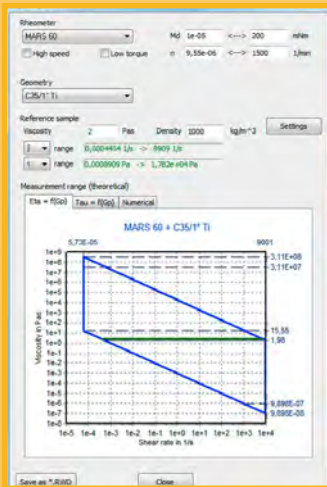 Rheometer
MARS 60
Md 1e-05 <---> 200 mNm
High speed Low torque n 9,55e-06 <---> 1500 1/min
Geometry
C35/1° Ti
Reference sample
Viscosity 2 Pas Density 1000 kg/m^3 Settings
range 0,0004454 1/s -> 8909 1/s
τ range 0,0008909 Pa -> 1,782e+04 Pa
Measurement range (theoretical)
Eta = f(Gp) Tau = f(Gp) Numerical
MARS 60 + C35/1° Ti
5,73E-05 9001
1e+9
1e+8
1e+7
1e+6
1e+5
1e+4
1e+3
1e+2
1e+1
1e+0
1e-1
1e-2
1e-3
1e-4
1e-5
1e-6
1e-7
1e-8
3,11E+08
3,11E+07
15,55
1,98
9,896E-07
9,896E-08
Viscosity in Pas
1e-5 1e-4 1e-3 1e-2 1e-1 1e+0 1e+1 1e+2 1e+3 1e+4
Shear rate in 1/s
Save as *.RWD Close